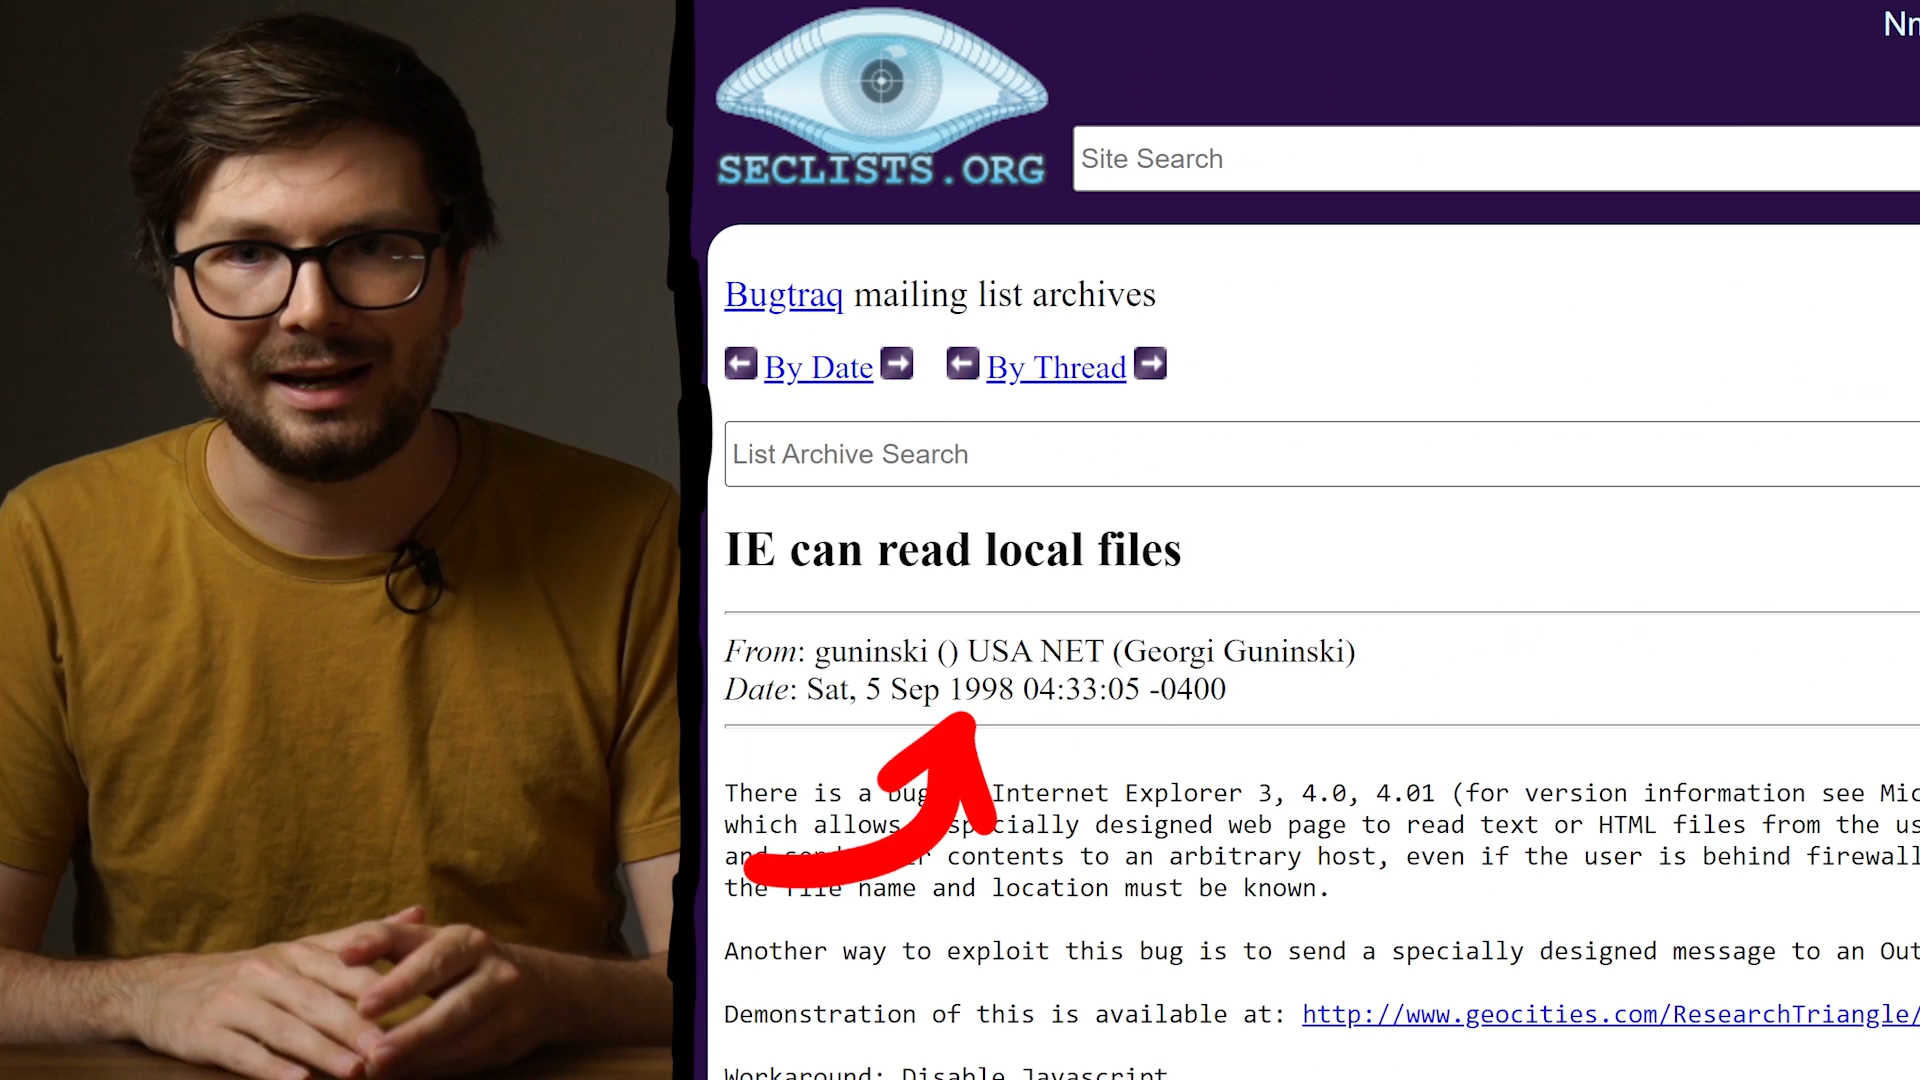 Nn
SECLISTS.ORG
Site Search
Bugtraq mailing list archives
By Date By Thread
List Archive Search
IE can read local files
From: guninski () USA NET (Georgi Guninski)
Date: Sat, 5 Sep 1998 04:33:05 -0400
There is a bug Internet Explorer 3, 4.0, 4.01 (for version information see Mic
which allows specially designed web page to read text or HTML files from the us
and contents to an arbitrary host, even if the user is behind firewall
the file name and location must be known.
Another way to exploit this bug is to send a specially designed message to an Out
Demonstration of this is available at: http://www.geocities.com/ResearchTriangle/
Workaround: Disable Javascript